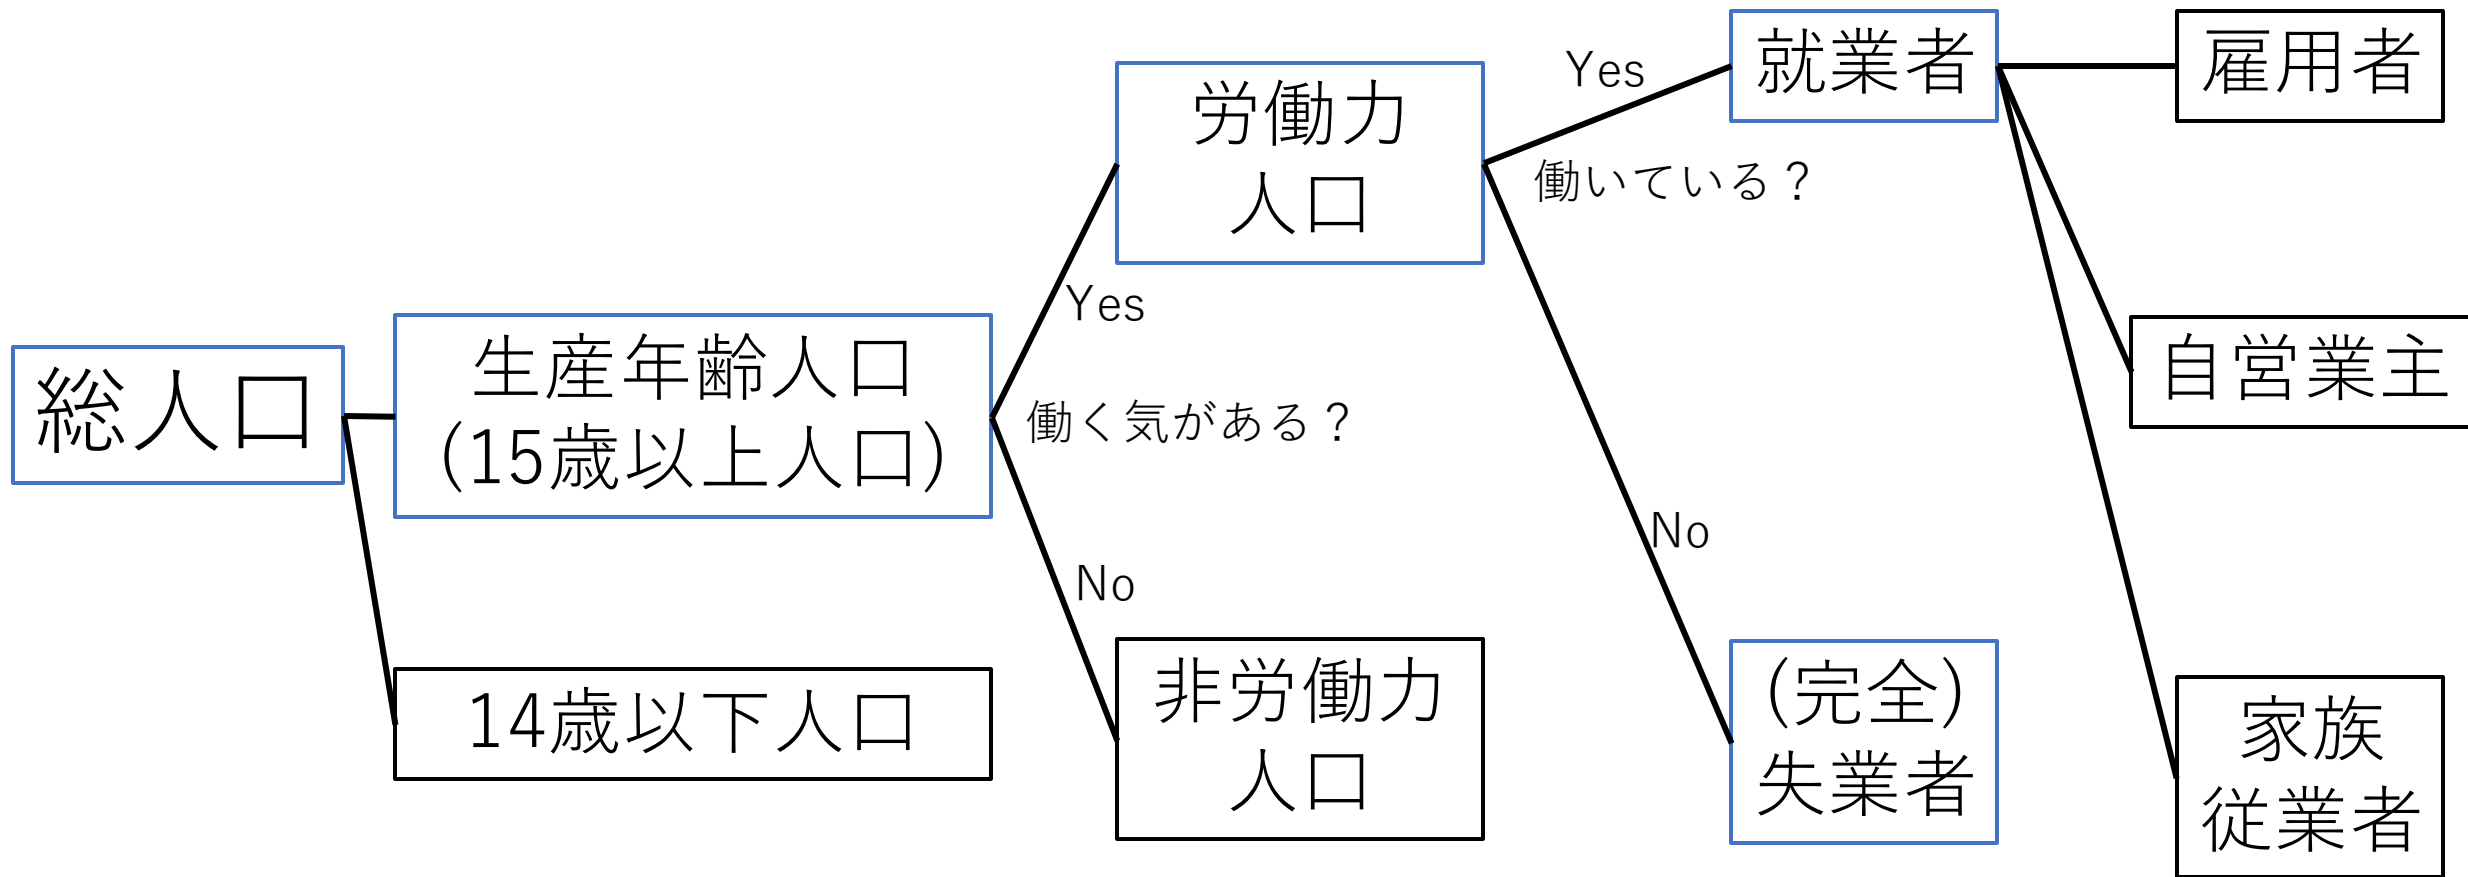 総人口
生産年齢人口
(15歳以上人口)
14歳以下人口
Yes
働く気がある？
No
労働力
人口
非労働力
人口
Yes
働いている？
No
就業者
(完全)
失業者
雇用者
自営業主
家族
従業者